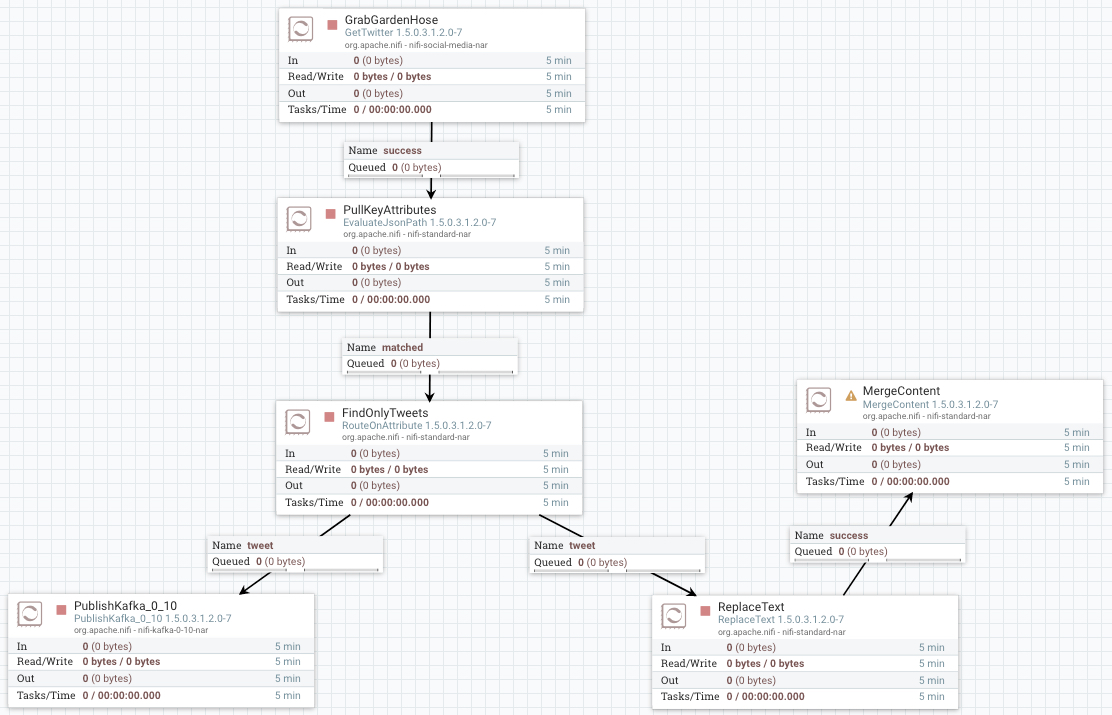 GrabGardenHose
GetTwitter 1.5.0.3.1.2.0-7
org.apache.nifi - nifi-social-media-nar
In 0 (0 bytes) 5 min
Read/Write 0 bytes / 0 bytes 5 min
Out 0 (0 bytes) 5 min
Tasks/Time 0 / 00:00:00.000 5 min
Name success
Queued 0 (0 bytes)
PullKeyAttributes
EvaluateJsonPath 1.5.0.3.1.2.0-7
org.apache.nifi - nifi-standard-nar
In 0 (0 bytes) 5 min
Read/Write 0 bytes / 0 bytes 5 min
Out 0 (0 bytes) 5 min
Tasks/Time 0 / 00:00:00.000 5 min
Name matched
Queued 0 (0 bytes)
FindOnlyTweets
RouteOnAttribute 1.5.0.3.1.2.0-7
org.apache.nifi - nifi-standard-nar
In 0 (0 bytes) 5 min
Read/Write 0 bytes / 0 bytes 5 min
Out 0 (0 bytes) 5 min
Tasks/Time 0 / 00:00:00.000 5 min
Name tweet
Queued 0 (0 bytes)
PublishKafka_0_10
PublishKafka_0_10 1.5.0.3.1.2.0-7
org.apache.nifi - nifi-kafka-0-10-nar
In 0 (0 bytes) 5 min
Read/Write 0 bytes / 0 bytes 5 min
Out 0 (0 bytes) 5 min
Tasks/Time 0 / 00:00:00.000 5 min
Name tweet
Queued 0 (0 bytes)
ReplaceText
ReplaceText 1.5.0.3.1.2.0-7
org.apache.nifi - nifi-standard-nar
In 0 (0 bytes) 5 min
Read/Write 0 bytes / 0 bytes 5 min
Out 0 (0 bytes) 5 min
Tasks/Time 0 / 00:00:00.000 5 min
Name success
Queued 0 (0 bytes)
MergeContent
MergeContent 1.5.0.3.1.2.0-7
org.apache.nifi - nifi-standard-nar
In 0 (0 bytes) 5 min
Read/Write 0 bytes / 0 bytes 5 min
Out 0 (0 bytes) 5 min
Tasks/Time 0 / 00:00:00.000 5 min